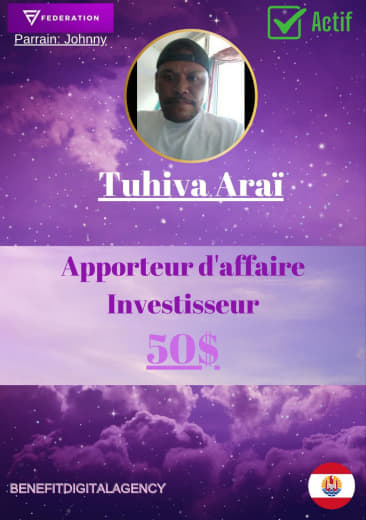 FEDERATION
Parrain: Johnny
Actif
Tuhiva Araï
Apporteur d'affaire
Investisseur
50$
BENEFITDIGITALAGENCY